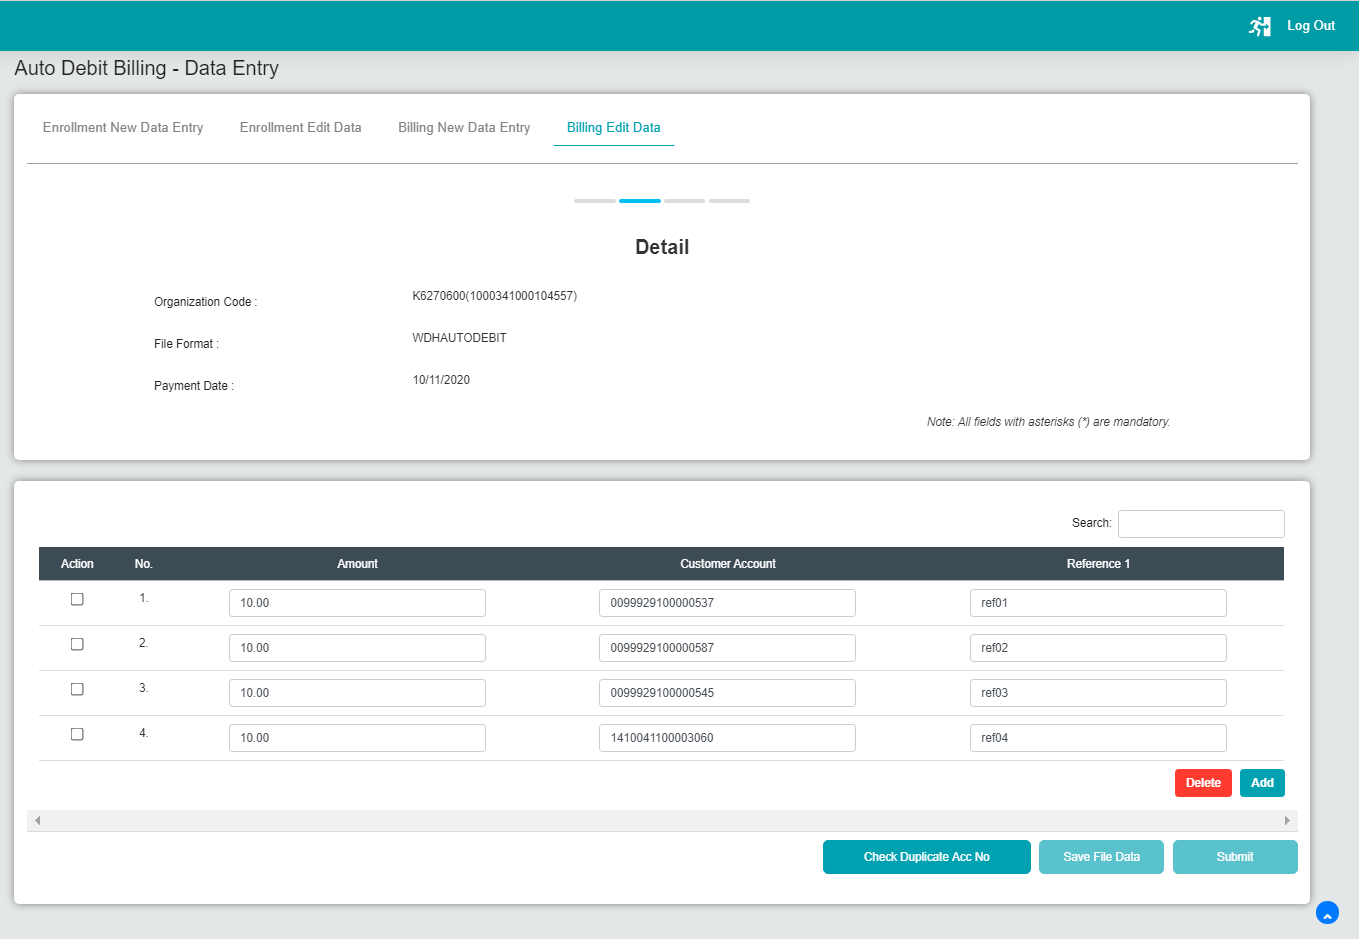 Log Out
Auto Debit Billing - Data Entry
Enrollment New Data Entry Enrollment Edit Data Billing New Data Entry Billing Edit Data
Detail
Organization Code : K6270600(1000341000104557)
File Format : WDHAUTODEBIT
Payment Date : 10/11/2020
Note: All fields with asterisks (*) are mandatory.
Search:
Action No. Amount Customer Account Reference 1
1. 10.00 0099929100000537 ref01
2. 10.00 0099929100000587 ref02
3. 10.00 0099929100000545 ref03
4. 10.00 1410041100003060 ref04
Delete Add
Check Duplicate Acc No Save File Data Submit